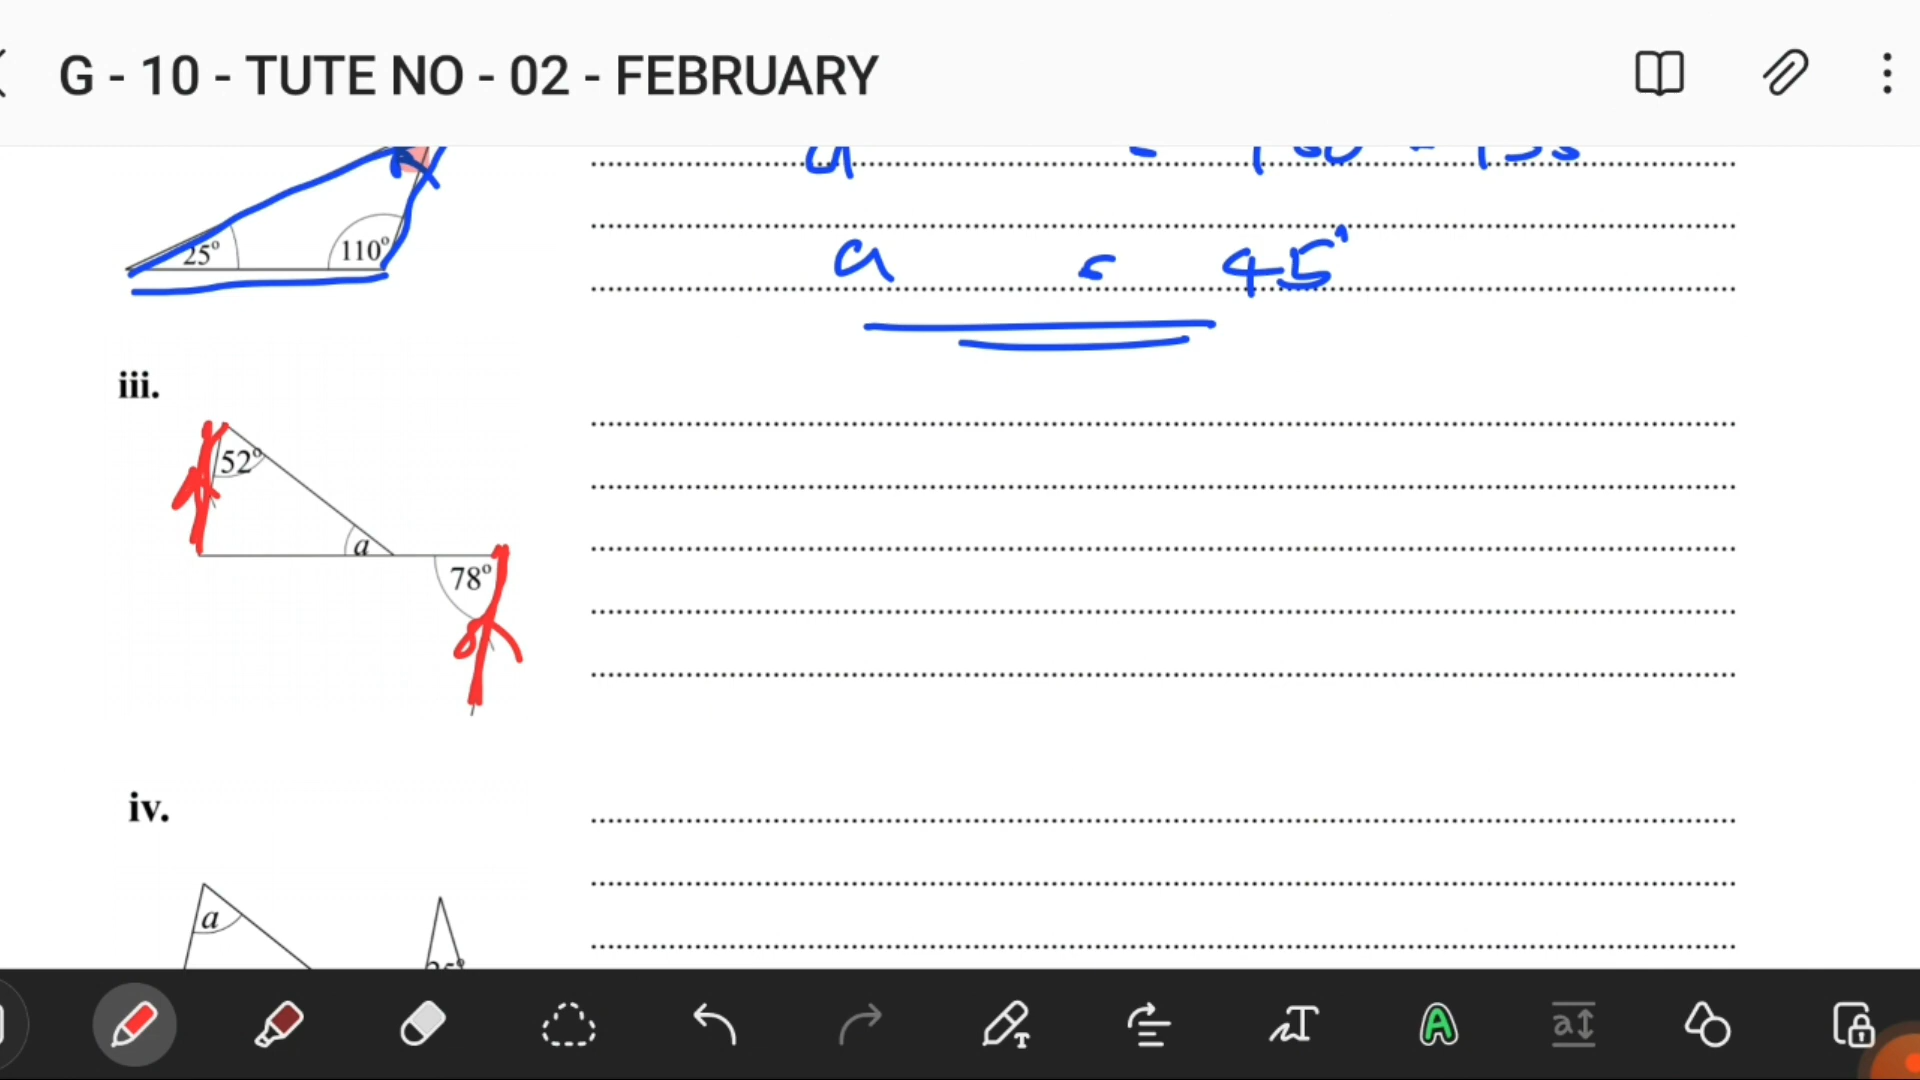 G - 10 - TUTE NO - 02 - FEBRUARY
25° 110°
a = 45°
iii.
52°
a
78°
iv.
a